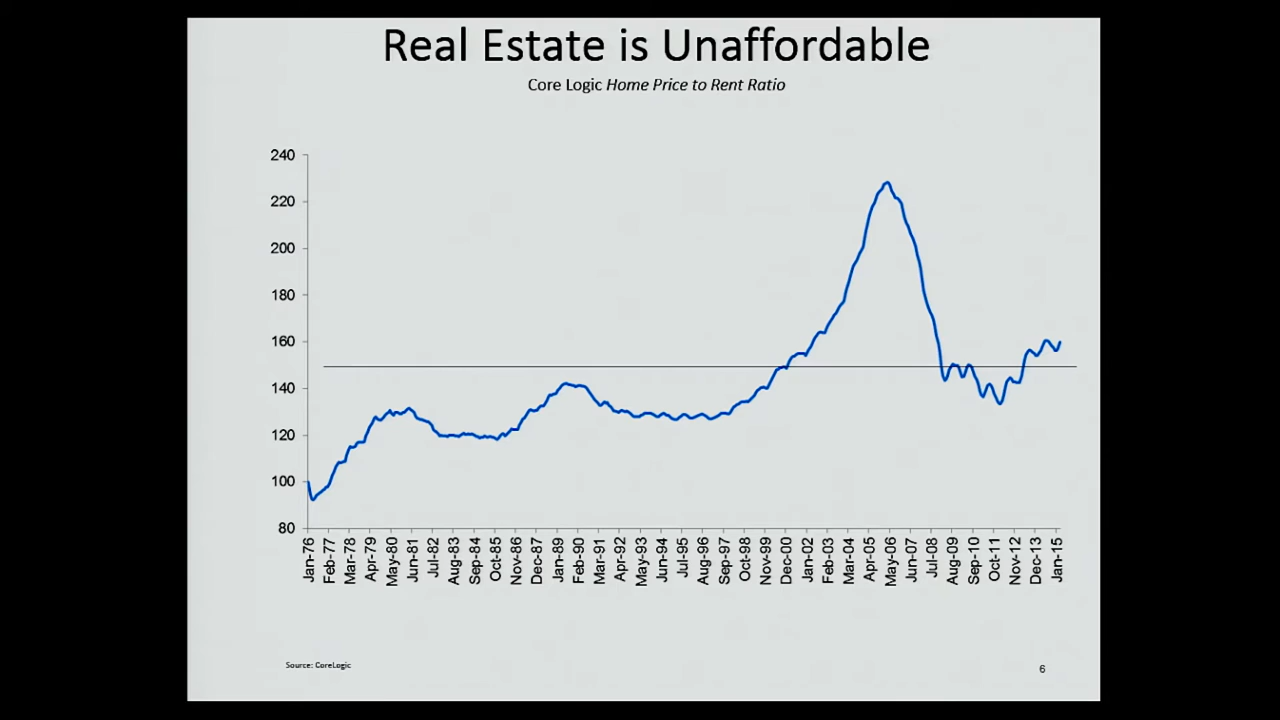 Real Estate is Unaffordable
Core Logic Home Price to Rent Ratio
240
220
200
180
160
140
120
100
80
Jan-76
Feb-77
Mar-78
Apr-79
May-80
Jun-81
Jul-82
Aug-83
Sep-84
Oct-85
Nov-86
Dec-87
Jan-89
Feb-90
Mar-91
Apr-92
May-93
Jun-94
Jul-95
Aug-96
Sep-97
Oct-98
Nov-99
Dec-00
Jan-02
Feb-03
Mar-04
Apr-05
May-06
Jun-07
Jul-08
Aug-09
Sep-10
Oct-11
Nov-12
Dec-13
Jan-15
Source: CoreLogic
6